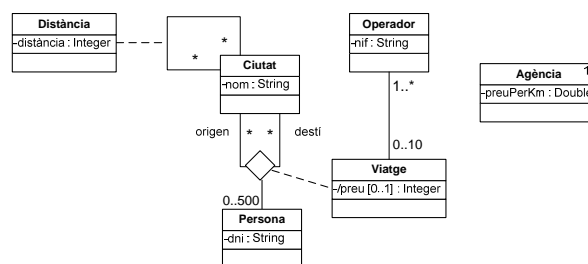 Distància
-distància : Integer
*
*
Ciutat
-nom : String
Operador
-nif : String
1..*
0..10
Agència
1
-preuPerKm : Double
origen
*
*
destí
Viatge
-/preu [0..1] : Integer
0..500
Persona
-dni : String